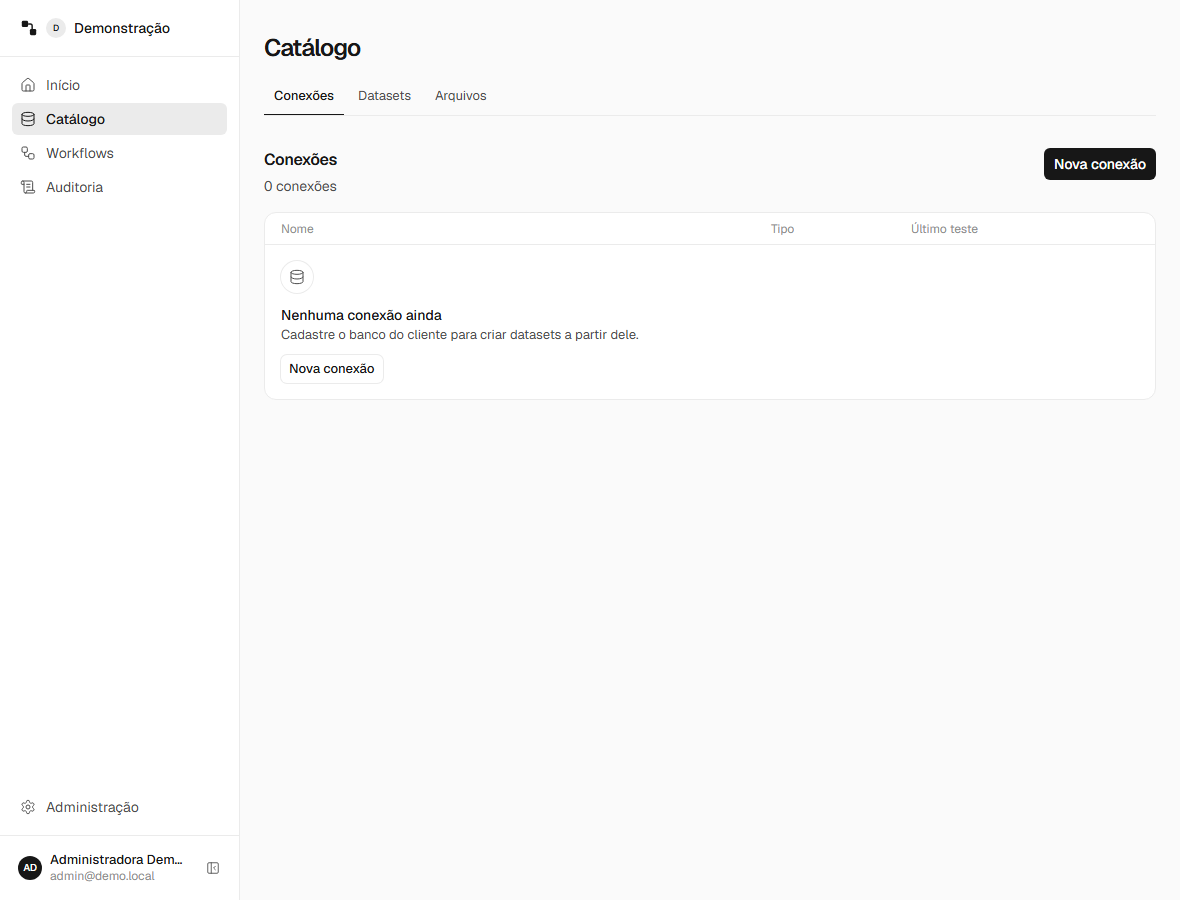 D Demonstração
Início
Catálogo
Workflows
Auditoria
Administração
AD
Administradora Dem...
admin@demo.local
Catálogo
Conexões Datasets Arquivos
Conexões
0 conexões
Nova conexão
Nome Tipo Último teste
Nenhuma conexão ainda
Cadastre o banco do cliente para criar datasets a partir dele.
Nova conexão